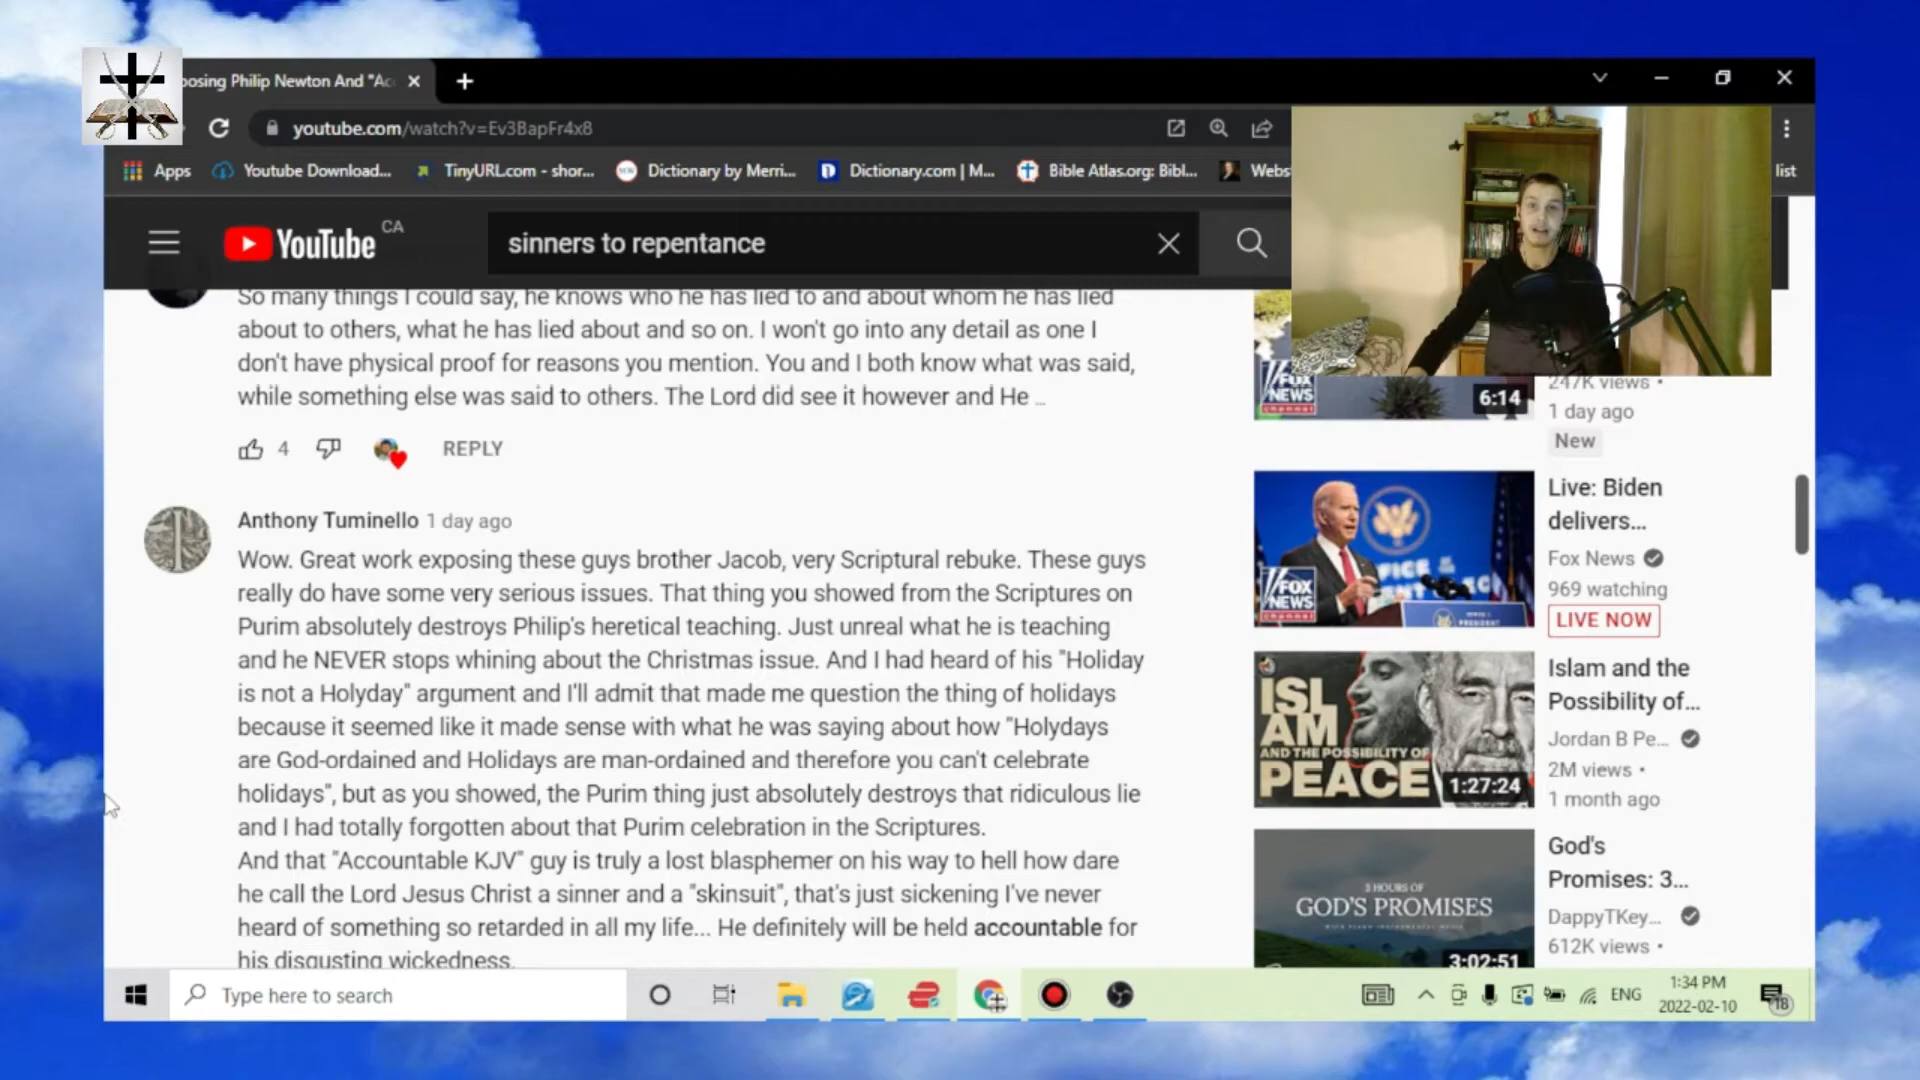 posing Philip Newton And "Ac
youtube.com/watch?v=Ev3BapFr4x8
Apps
Youtube Download...
TinyURL.com - shor...
Dictionary by Merri...
Dictionary.com | M...
Bible Atlas.org: Bibl...
Webs
list
YouTube CA
sinners to repentance
So many things I could say, he knows who he has lied to and about whom he has lied
about to others, what he has lied about and so on. I won't go into any detail as one I
don't have physical proof for reasons you mention. You and I both know what was said,
while something else was said to others. The Lord did see it however and He ...
4
REPLY
Anthony Tuminello 1 day ago
Wow. Great work exposing these guys brother Jacob, very Scriptural rebuke. These guys
really do have some very serious issues. That thing you showed from the Scriptures on
Purim absolutely destroys Philip's heretical teaching. Just unreal what he is teaching
and he NEVER stops whining about the Christmas issue. And I had heard of his "Holiday
is not a Holyday" argument and I'll admit that made me question the thing of holidays
because it seemed like it made sense with what he was saying about how "Holydays
are God-ordained and Holidays are man-ordained and therefore you can't celebrate
holidays", but as you showed, the Purim thing just absolutely destroys that ridiculous lie
and I had totally forgotten about that Purim celebration in the Scriptures.
And that "Accountable KJV" guy is truly a lost blasphemer on his way to hell how dare
he call the Lord Jesus Christ a sinner and a "skinsuit", that's just sickening I've never
heard of something so retarded in all my life... He definitely will be held accountable for
his disgusting wickedness.
FOX
NEWS
channel
6:14
247K views •
1 day ago
New
FOX
NEWS
channel
Live: Biden
delivers...
Fox News
969 watching
LIVE NOW
ISL
AM
AND THE POSSIBILITY OF
PEACE
1:27:24
Islam and the
Possibility of...
Jordan B Pe...
2M views •
1 month ago
3 HOURS OF
GOD'S PROMISES
3:02:51
God's
Promises: 3...
DappyTKey...
612K views •
Type here to search
ENG
1:34 PM
2022-02-10
18